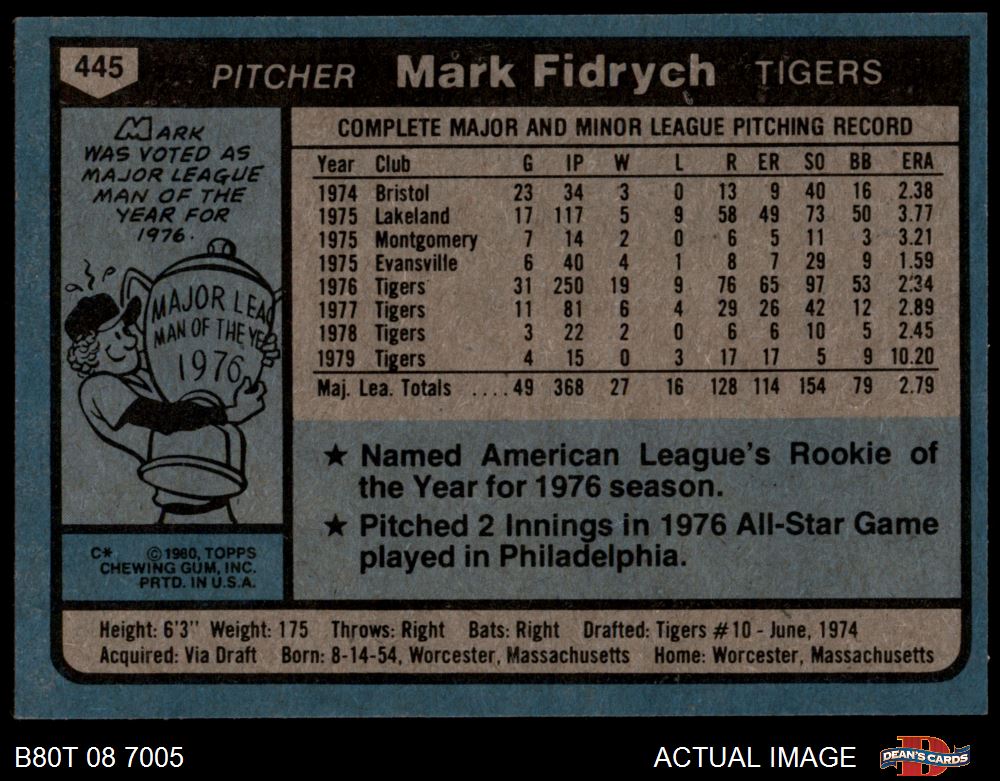 445 PITCHER Mark Fidrych TIGERS
MARK
WAS VOTED AS
MAJOR LEAGUE
MAN OF THE
YEAR FOR
1976.
MAJOR LEAG
MAN OF THE YE
1976
C* ©1980, TOPPS
CHEWING GUM, INC.
PRTD. IN U.S.A.
COMPLETE MAJOR AND MINOR LEAGUE PITCHING RECORD
Year Club G IP W L R ER SO BB ERA
1974 Bristol 23 34 3 0 13 9 40 16 2.38
1975 Lakeland 17 117 5 9 58 49 73 50 3.77
1975 Montgomery 7 14 2 0 6 5 11 3 3.21
1975 Evansville 6 40 4 1 8 7 29 9 1.59
1976 Tigers 31 250 19 9 76 65 97 53 2.34
1977 Tigers 11 81 6 4 29 26 42 12 2.89
1978 Tigers 3 22 2 0 6 6 10 5 2.45
1979 Tigers 4 15 0 3 17 17 5 9 10.20
Maj. Lea. Totals ....49 368 27 16 128 114 154 79 2.79
★ Named American League's Rookie of
the Year for 1976 season.
★ Pitched 2 Innings in 1976 All-Star Game
played in Philadelphia.
Height: 6'3" Weight: 175 Throws: Right Bats: Right Drafted: Tigers #10 - June, 1974
Acquired: Via Draft Born: 8-14-54, Worcester, Massachusetts Home: Worcester, Massachusetts
B80T 08 7005 ACTUAL IMAGE DEAN'S CARDS